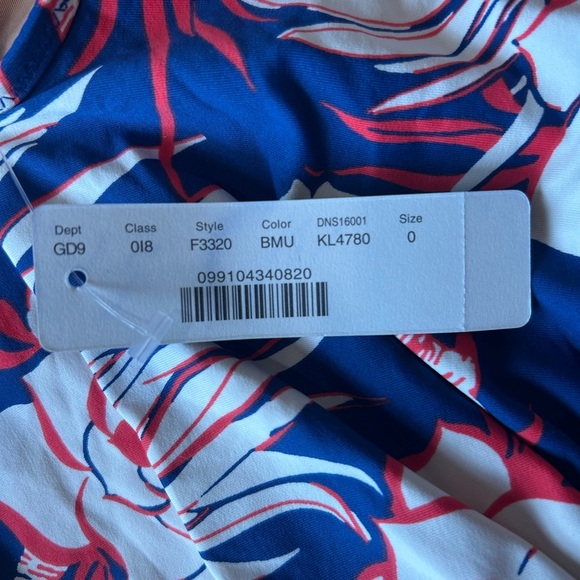 Dept Class Style Color DNS16001 Size
GD9 0I8 F3320 BMU KL4780 0
099104340820